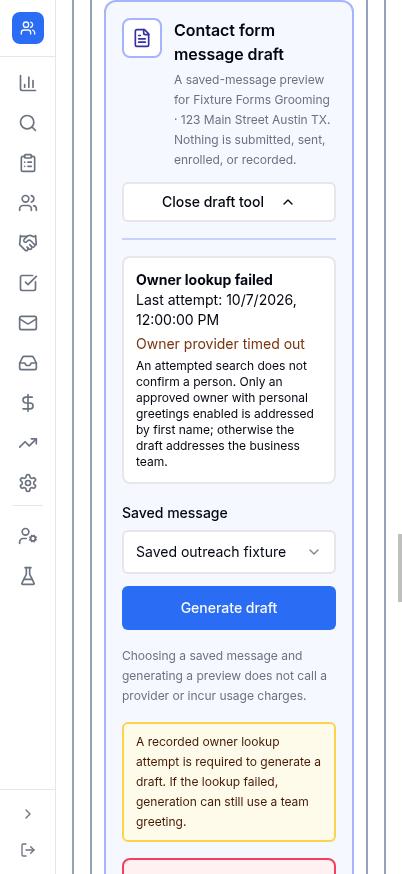 Contact form
message draft
A saved-message preview
for Fixture Forms Grooming
· 123 Main Street Austin TX.
Nothing is submitted, sent,
enrolled, or recorded.
Close draft tool
Owner lookup failed
Last attempt: 10/7/2026,
12:00:00 PM
Owner provider timed out
An attempted search does not
confirm a person. Only an
approved owner with personal
greetings enabled is addressed
by first name; otherwise the
draft addresses the business
team.
Saved message
Saved outreach fixture
Generate draft
Choosing a saved message and
generating a preview does not call a
provider or incur usage charges.
A recorded owner lookup
attempt is required to generate a
draft. If the lookup failed,
generation can still use a team
greeting.